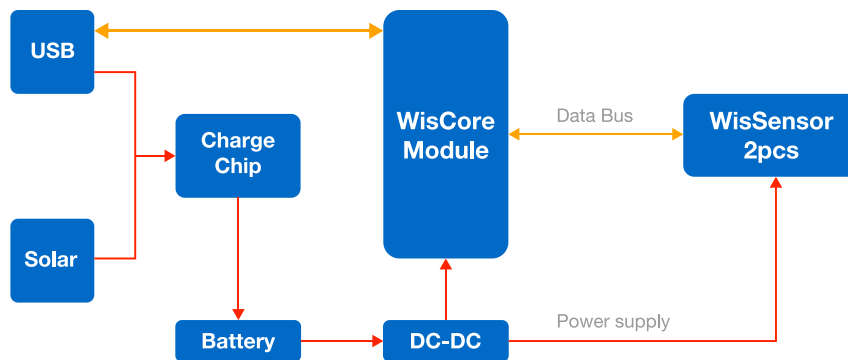 USB
WisCore
Module
Data Bus
WisSensor
2pcs
Charge
Chip
Solar
Battery
DC-DC
Power supply